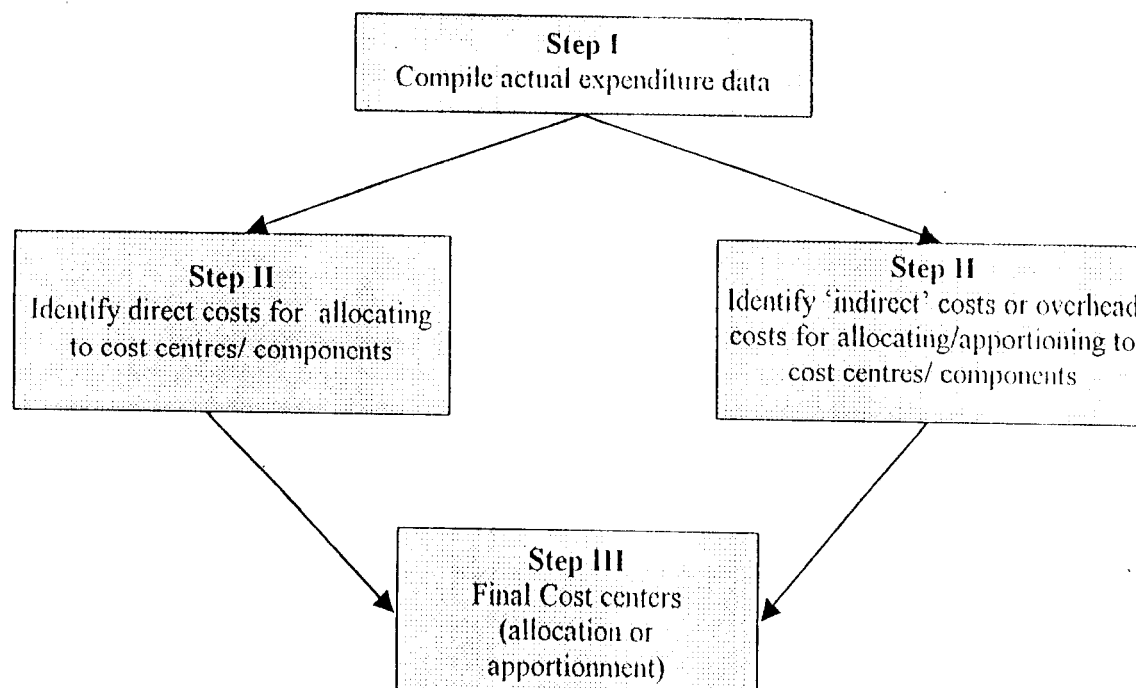 Step I
Compile actual expenditure data
Step II
Identify direct costs for allocating
to cost centres/ components
Step II
Identify ‘indirect’ costs or overhead
costs for allocating/apportioning to
cost centres/ components
Step III
Final Cost centers
(allocation or
apportionment)